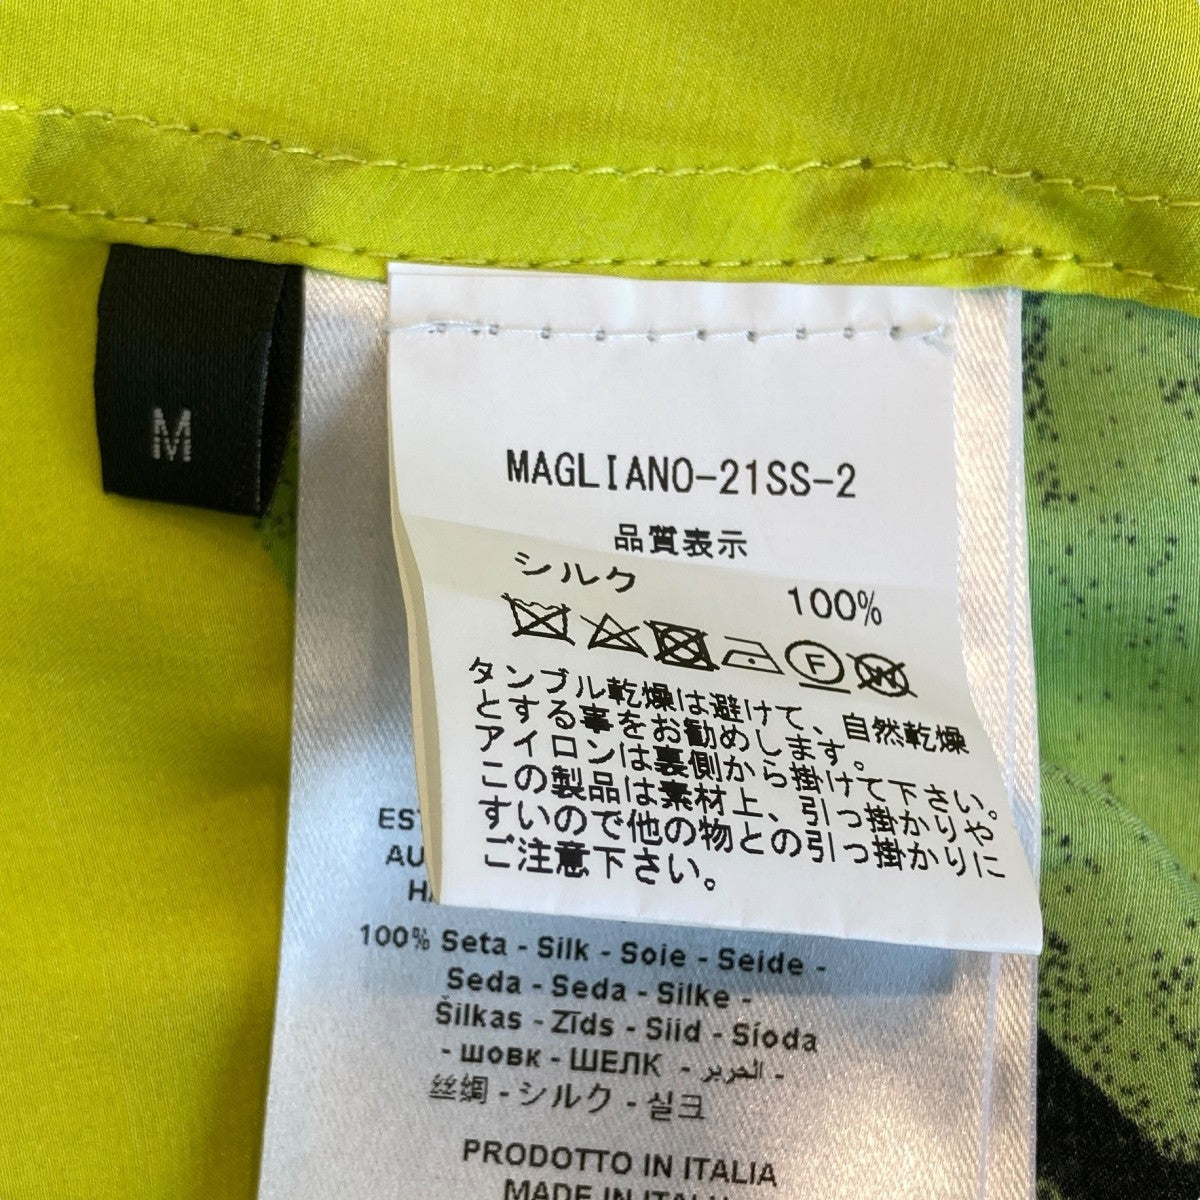 M
MAGLIANO-21SS-2
品質表示
シルク 100%
F
W
タンブル乾燥は避けて、自然乾燥
とする事をお勧めします。
アイロンは裏側から掛けて下さい。
この製品は素材上、引っ掛かりや
すいので他の物との引っ掛かりに
ご注意下さい。
100% Seta - Silk - Soie - Seide -
Seda - Seda - Silke -
Šilkas - Zīds - Siid - Síoda
- шовк - ШЕЛК - الحرير -
丝绸 - シルク - 실크
PRODOTTO IN ITALIA
MADE IN